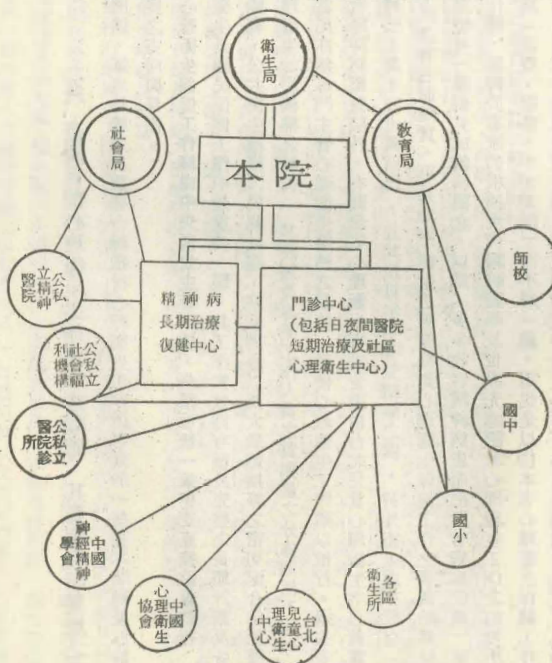 衛生局
社會局
教育局
本院
師校
公私
立精神
醫院
精神病
長期治療
復健中心
門診中心
(包括日夜間醫院
短期治療及社區
心理衛生中心)
公私立
社會福
利機構
國中
公私立
醫院診
所
國小
中國
神經精神
學會
中國
心理衛生
協會
台北
兒童心
理衛生
中心
各區
衛生所